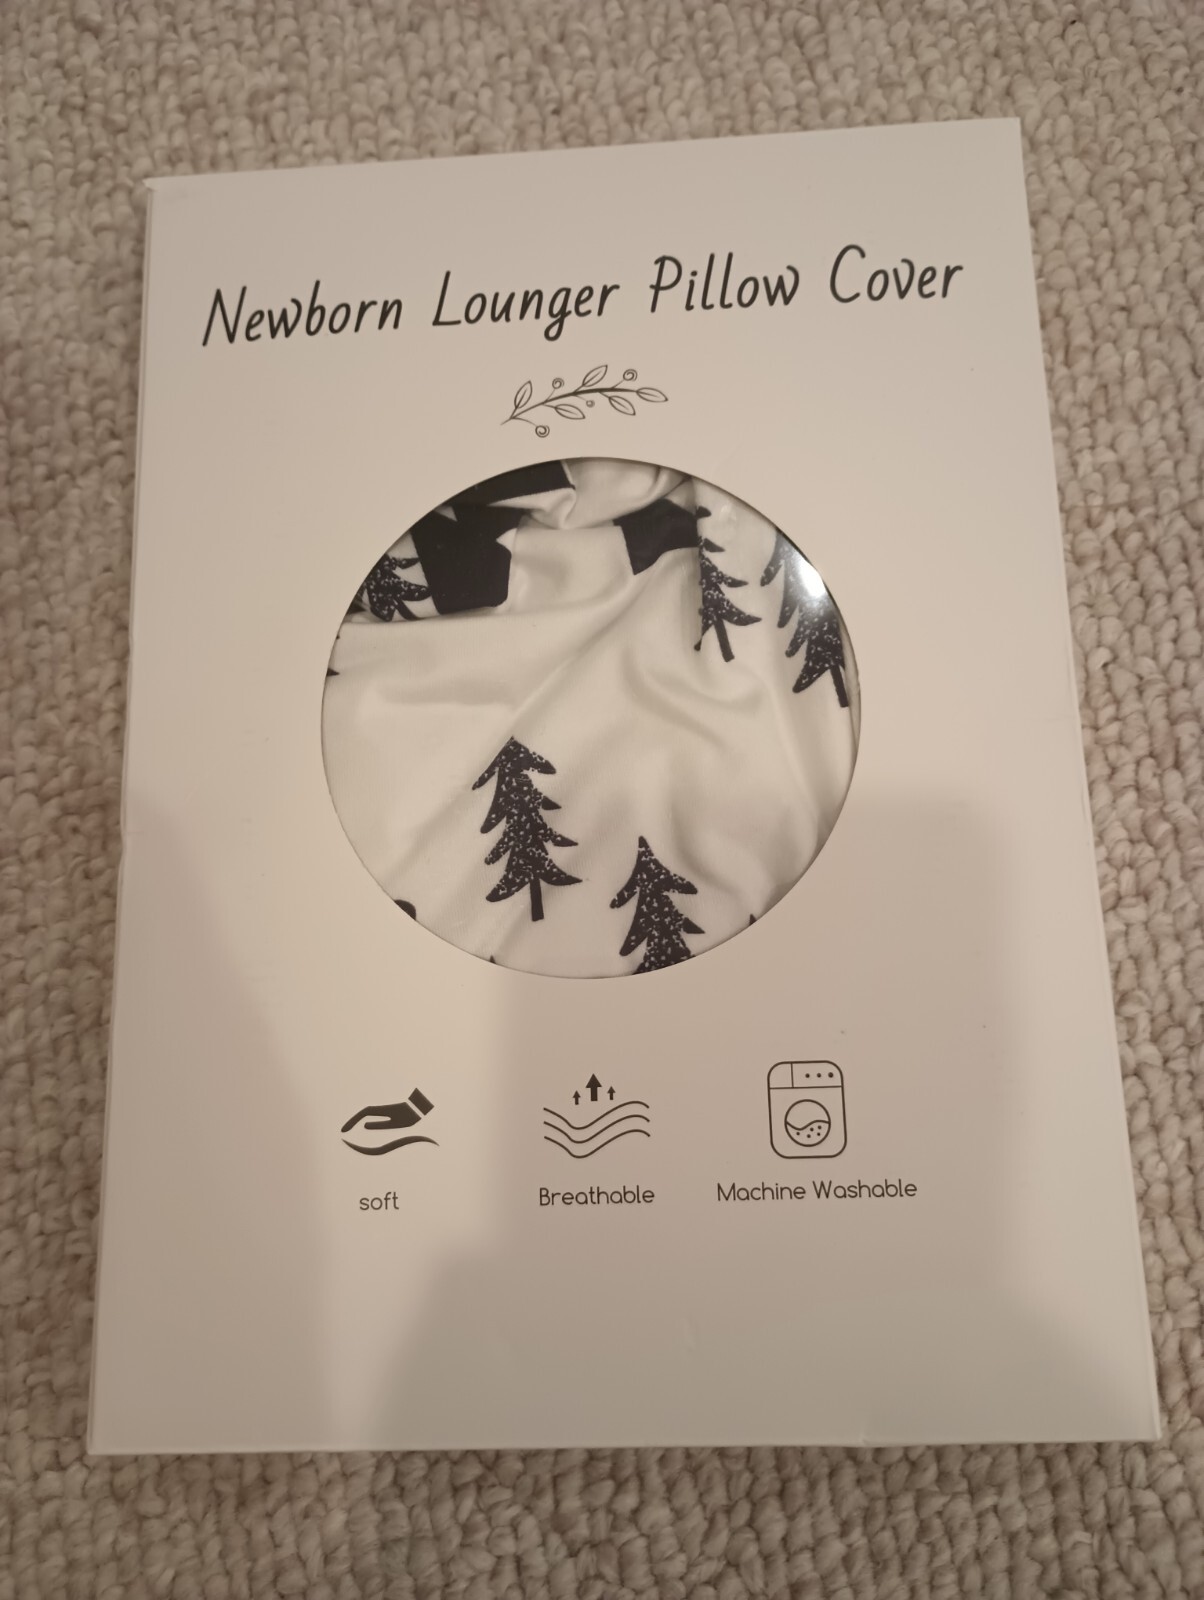 Newborn Lounger Pillow Cover
soft
Breathable
Machine Washable